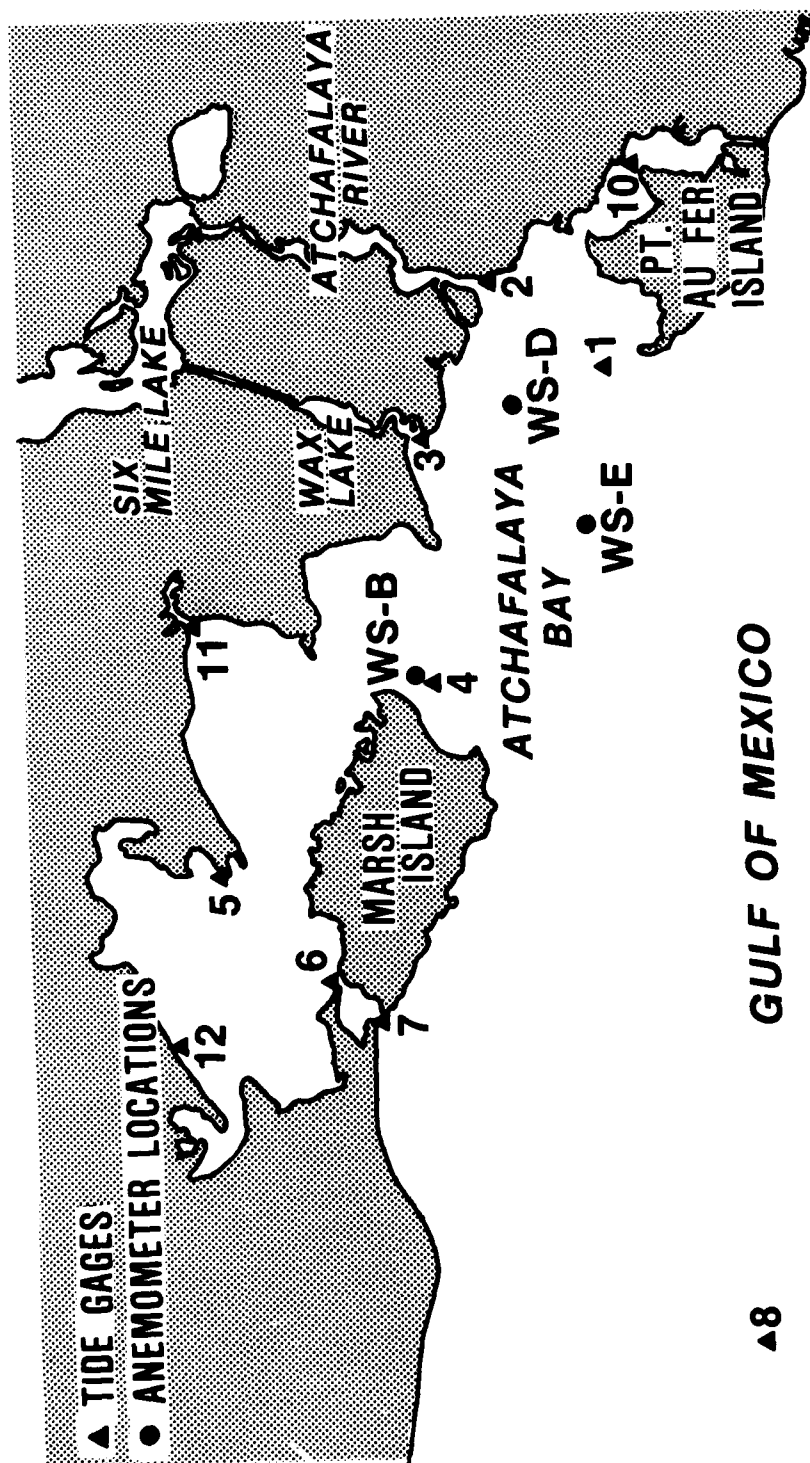 ▲ TIDE GAGES
● ANEMOMETER LOCATIONS
SIX
MILE LAKE
ATCHAFALAYA
RIVER
WAX
LAKE
12
5
11
3
2
6
7
MARSH
ISLAND
WS-B
4
ATCHAFALAYA
BAY
WS-D
WS-E
1
10
PT.
AU FER
ISLAND
8
GULF OF MEXICO